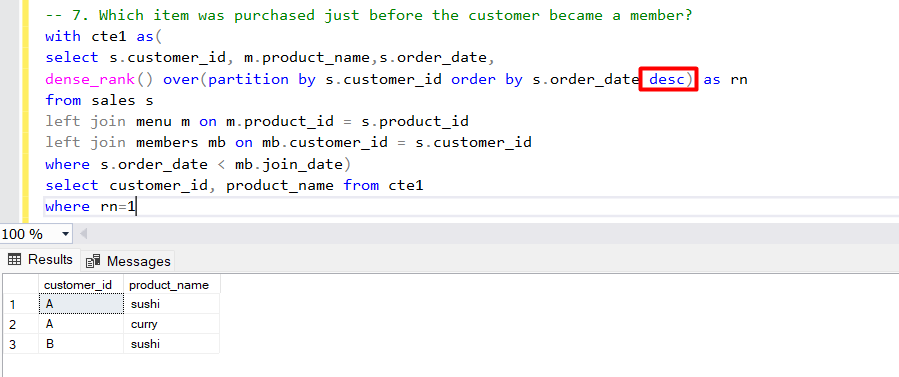 -- 7. Which item was purchased just before the customer became a member?
with cte1 as(
select s.customer_id, m.product_name,s.order_date,
dense_rank() over(partition by s.customer_id order by s.order_date desc) as rn
from sales s
left join menu m on m.product_id = s.product_id
left join members mb on mb.customer_id = s.customer_id
where s.order_date < mb.join_date)
select customer_id, product_name from cte1
where rn=1
100 %
Results Messages
customer_id product_name
1 A sushi
2 A curry
3 B sushi